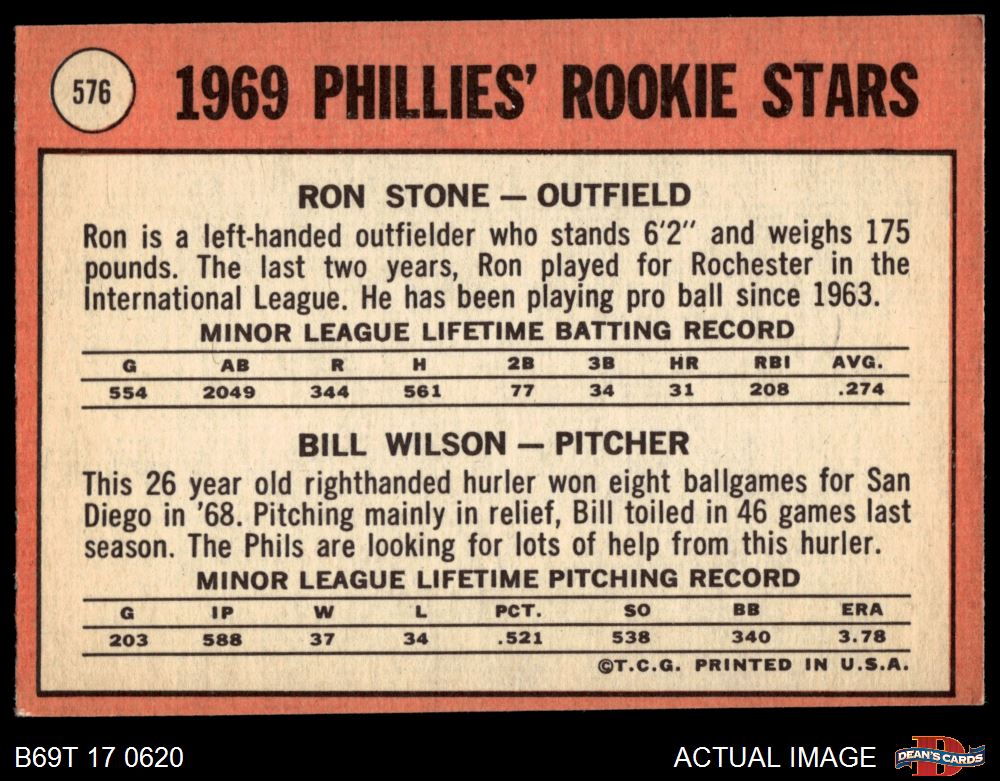 576
1969 PHILLIES' ROOKIE STARS
RON STONE — OUTFIELD
Ron is a left-handed outfielder who stands 6'2" and weighs 175
pounds. The last two years, Ron played for Rochester in the
International League. He has been playing pro ball since 1963.
MINOR LEAGUE LIFETIME BATTING RECORD
G AB R H 2B 3B HR RBI AVG.
554 2049 344 561 77 34 31 208 .274
BILL WILSON — PITCHER
This 26 year old righthanded hurler won eight ballgames for San
Diego in '68. Pitching mainly in relief, Bill toiled in 46 games last
season. The Phils are looking for lots of help from this hurler.
MINOR LEAGUE LIFETIME PITCHING RECORD
G IP W L PCT. SO BB ERA
203 588 37 34 .521 538 340 3.78
©T.C.G. PRINTED IN U.S.A.
B69T 17 0620
ACTUAL IMAGE
D
DEAN'S CARDS